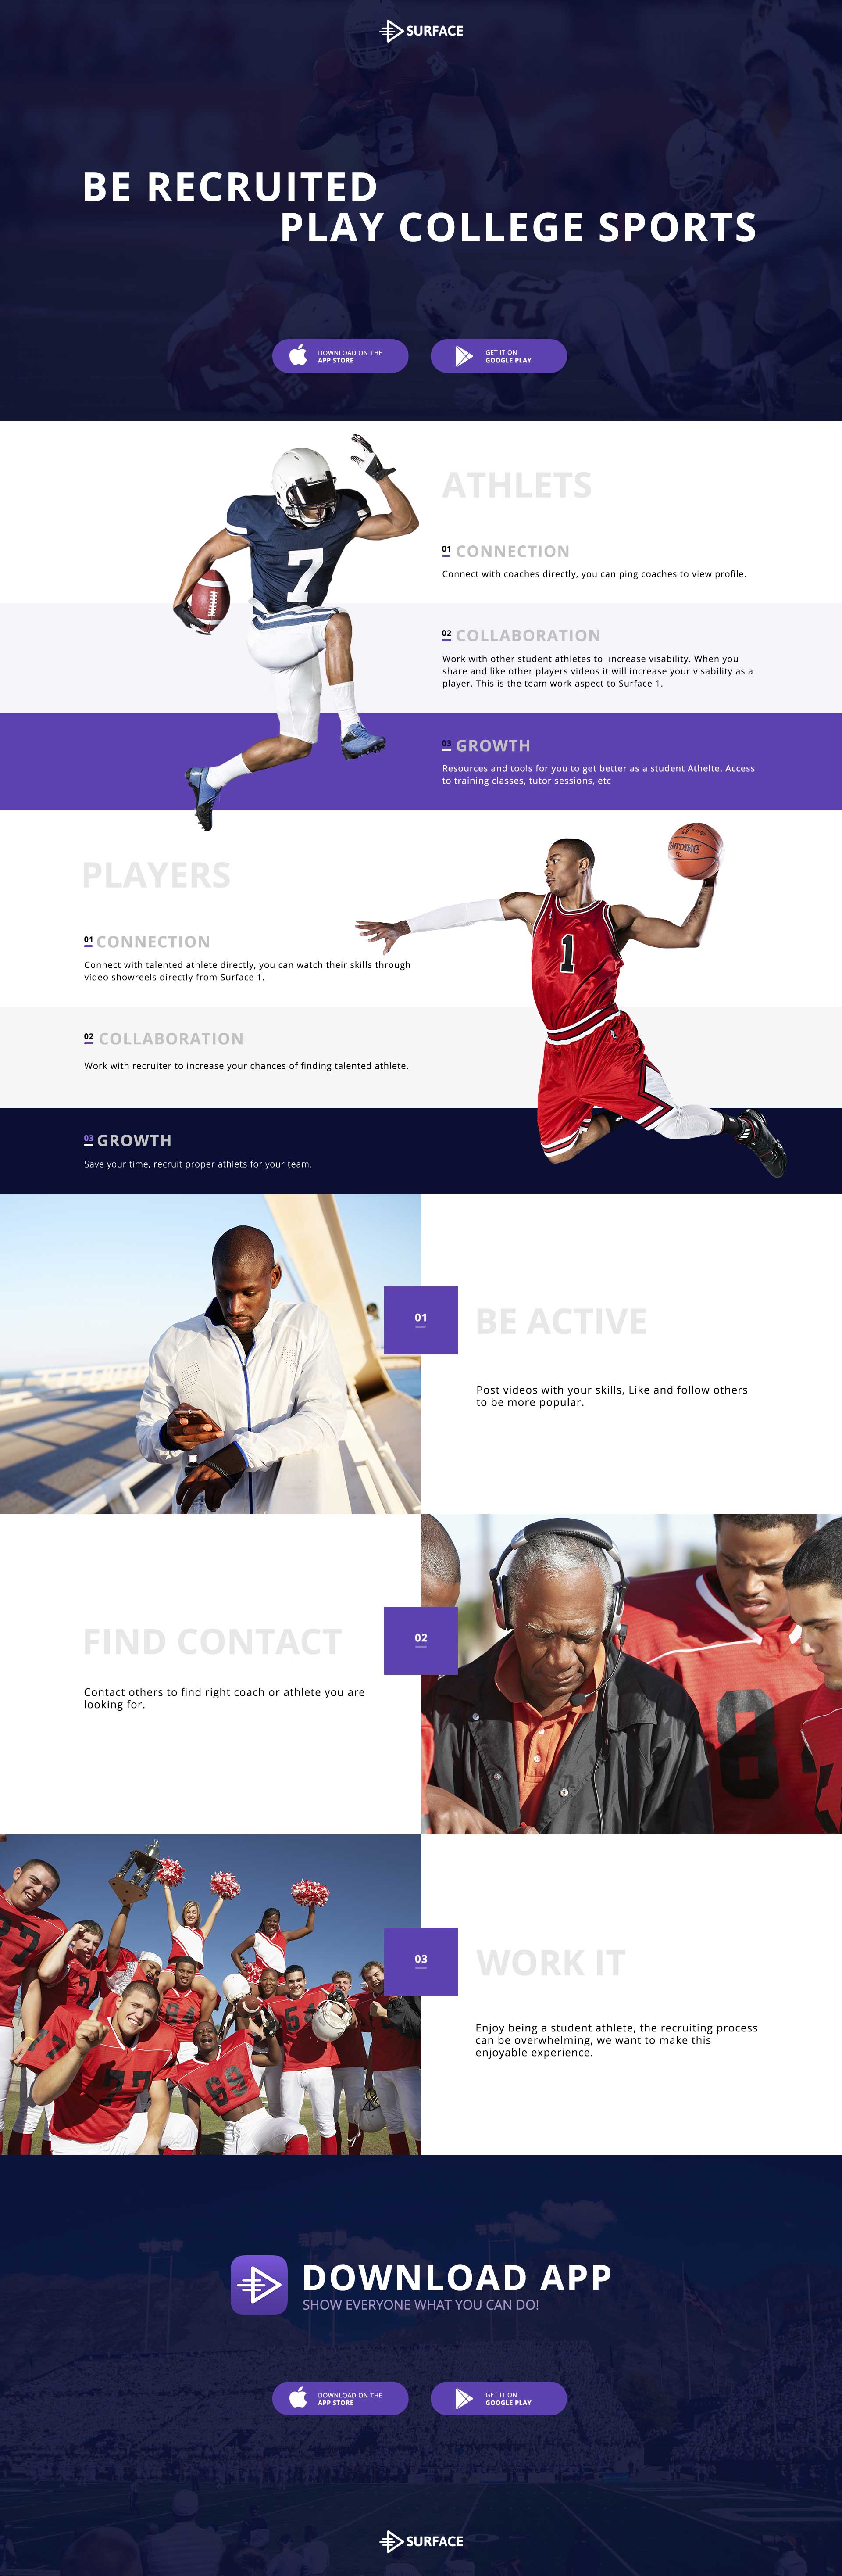 SURFACE
BE RECRUITED
PLAY COLLEGE SPORTS
DOWNLOAD ON THE
APP STORE
GET IT ON
GOOGLE PLAY
ATHLETS
01 CONNECTION
Connect with coaches directly, you can ping coaches to view profile.
02 COLLABORATION
Work with other student athletes to increase visability. When you
share and like other players videos it will increase your visability as a
player. This is the team work aspect to Surface 1.
03 GROWTH
Resources and tools for you to get better as a student Athelte. Access
to training classes, tutor sessions, etc
7
PLAYERS
01 CONNECTION
Connect with talented athlete directly, you can watch their skills through
video showreels directly from Surface 1.
02 COLLABORATION
Work with recruiter to increase your chances of finding talented athlete.
03 GROWTH
Save your time, recruit proper athlets for your team.
SPALDING
1
01
BE ACTIVE
Post videos with your skills, Like and follow others
to be more popular.
FIND CONTACT
02
Contact others to find right coach or athlete you are
looking for.
8
03
WORK IT
Enjoy being a student athlete, the recruiting process
can be overwhelming, we want to make this
enjoyable experience.
84
54
77
69
DOWNLOAD APP
SHOW EVERYONE WHAT YOU CAN DO!
DOWNLOAD ON THE
APP STORE
GET IT ON
GOOGLE PLAY
SURFACE